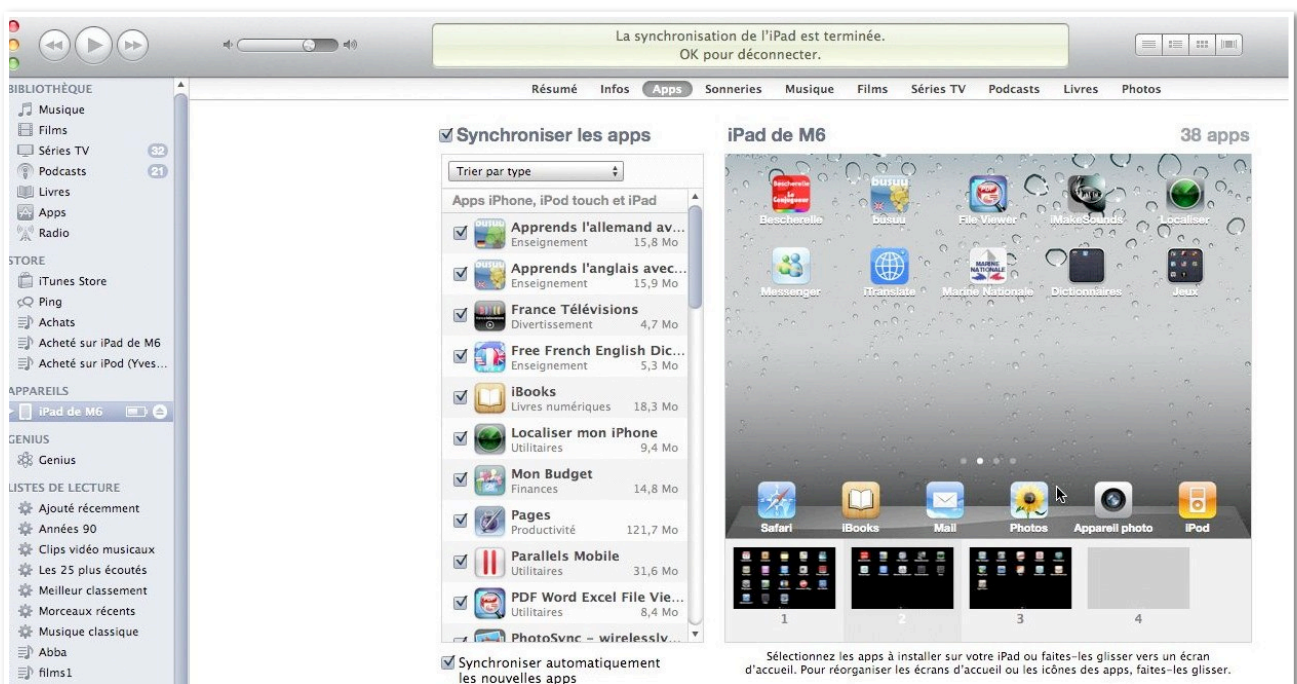 La synchronisation de l'iPad est terminée.
OK pour déconnecter.
BIBLIOTHÈQUE
Musique
Films
Séries TV 32
Podcasts 21
Livres
Apps
Radio
STORE
iTunes Store
Ping
Achats
Acheté sur iPad de M6
Acheté sur iPod (Yves...
APPAREILS
iPad de M6
GENIUS
Genius
LISTES DE LECTURE
Ajouté récemment
Années 90
Clips vidéo musicaux
Les 25 plus écoutés
Meilleur classement
Morceaux récents
Musique classique
Abba
films1
Résumé Infos Apps Sonneries Musique Films Séries TV Podcasts Livres Photos
Synchroniser les apps
Trier par type
Apps iPhone, iPod touch et iPad
Apprends l'allemand av...
Enseignement 15,8 Mo
Apprends l'anglais avec...
Enseignement 15,9 Mo
France Télévisions
Divertissement 4,7 Mo
Free French English Dic...
Enseignement 5,3 Mo
iBooks
Livres numériques 18,3 Mo
Localiser mon iPhone
Utilitaires 9,4 Mo
Mon Budget
Finances 14,8 Mo
Pages
Productivité 121,7 Mo
Parallels Mobile
Utilitaires 31,6 Mo
PDF Word Excel File Vie...
Utilitaires 8,4 Mo
PhotoSync – wirelessly...
Synchroniser automatiquement
les nouvelles apps
iPad de M6 38 apps
Bescherelle busuu File Viewer iMakeSounds Localiser
Messenger iTranslate Marine Nationale Dictionnaires Jeux
Safari iBooks Mail Photos Appareil photo iPod
1 2 3 4
Sélectionnez les apps à installer sur votre iPad ou faites-les glisser vers un écran
d'accueil. Pour réorganiser les écrans d'accueil ou les icônes des apps, faites-les glisser.